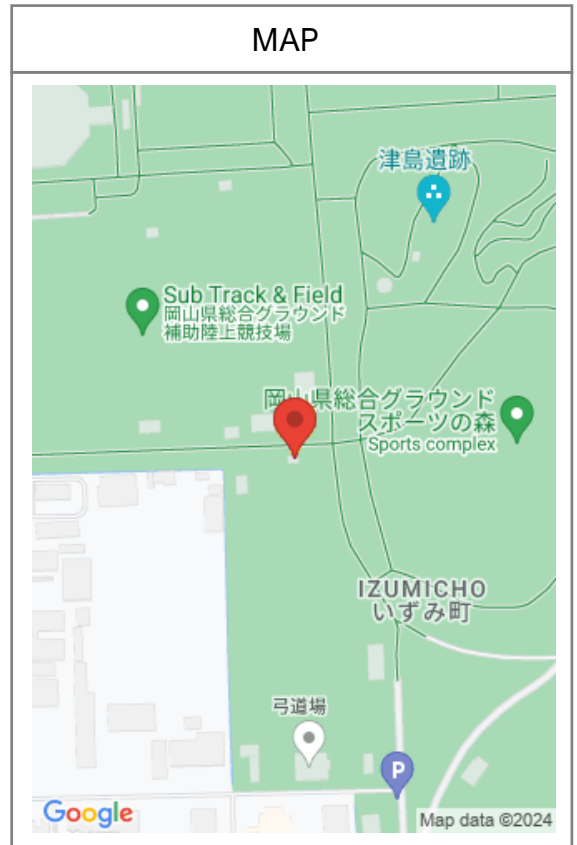 MAP
津島遺跡
Sub Track & Field
岡山県総合グラウンド
補助陸上競技場
岡山県総合グラウンド
スポーツの森
Sports complex
IZUMICHO
いずみ町
弓道場
P
Google
Map data ©2024